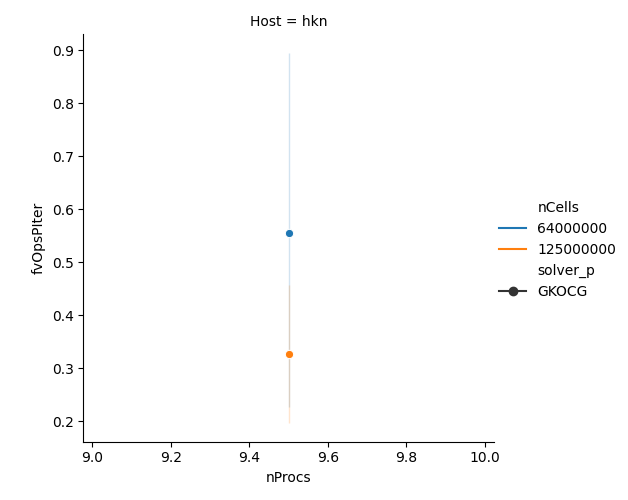 Host = hkn
0.9
0.8
0.7
0.6
0.5
0.4
0.3
0.2
fvOpsPIter
9.0 9.2 9.4 9.6 9.8 10.0
nProcs
nCells
64000000
125000000
solver_p
GKOCG